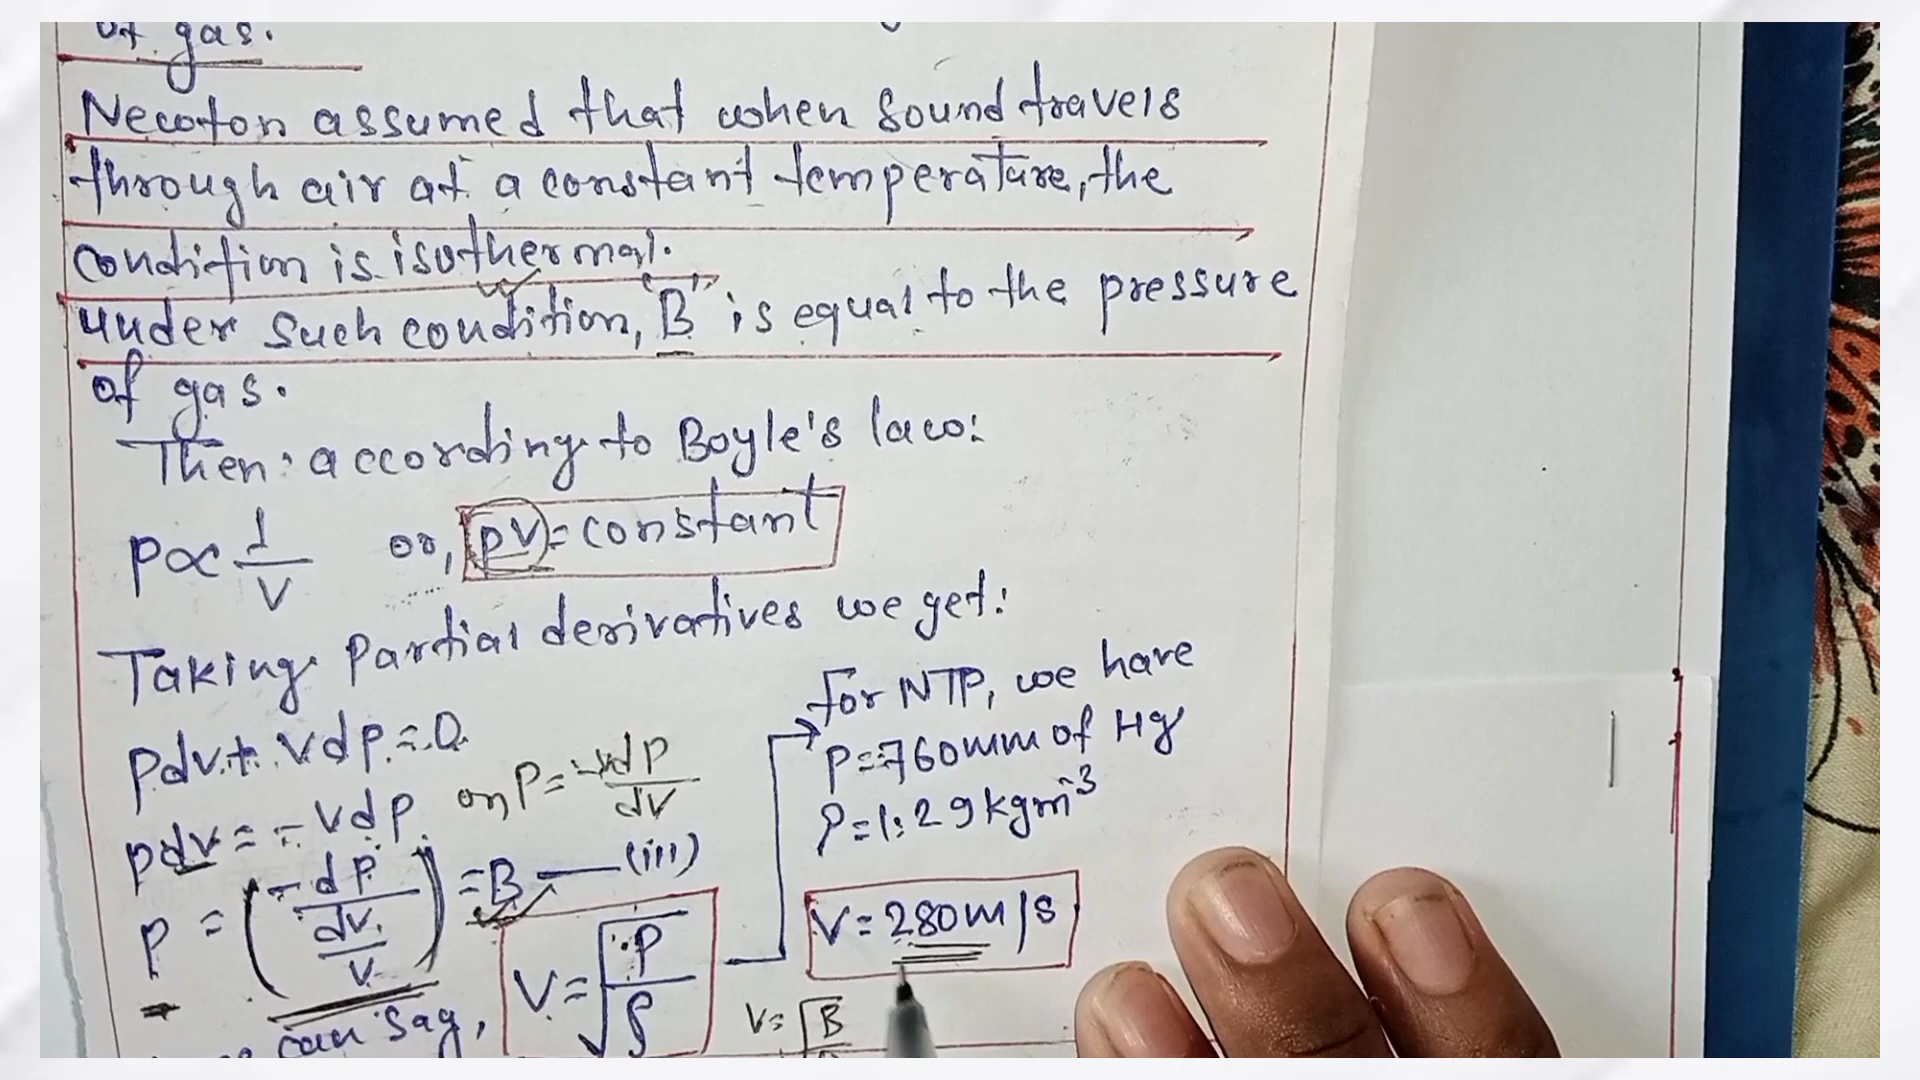 of gas.
Newton assumed that when sound travels
through air at a constant temperature, the
condition is isothermal.
under such condition, "B" is equal to the pressure
of gas.
Then, according to Boyle's law:
P ∝ 1/V or, PV = constant
Taking partial derivatives we get:
Pdv + Vdp = 0
Pdv = - Vdp or, P = -Vdp/dV
P = (- dp / (dv/V)) = B — (iii)
can say,
V = √(P/ρ)
For NTP, we have
P = 760mm of Hg
ρ = 1.29 kgm⁻³
V = 280m/s
V = √B